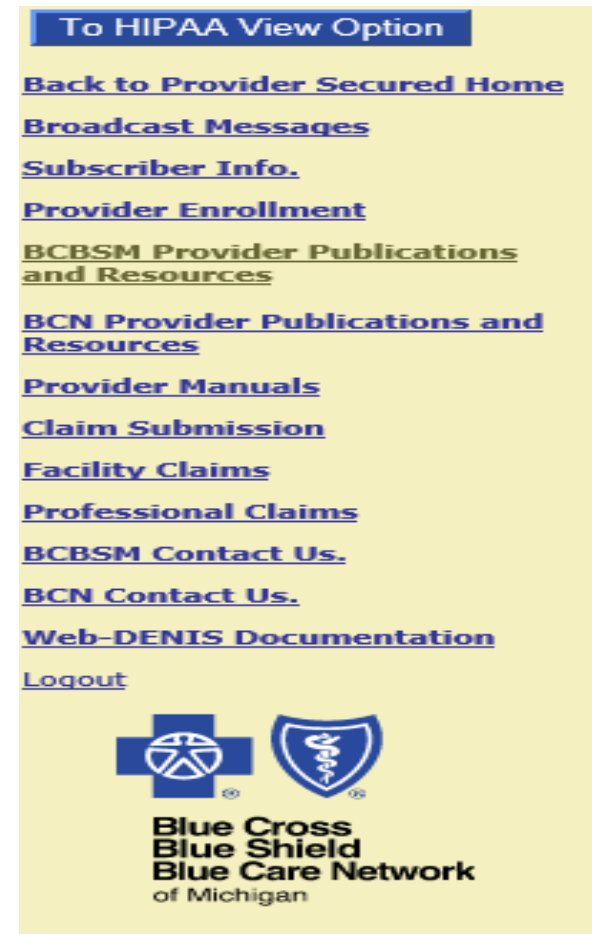 To HIPAA View Option
Back to Provider Secured Home
Broadcast Messages
Subscriber Info.
Provider Enrollment
BCBSM Provider Publications
and Resources
BCN Provider Publications and
Resources
Provider Manuals
Claim Submission
Facility Claims
Professional Claims
BCBSM Contact Us.
BCN Contact Us.
Web-DENIS Documentation
Logout
® ®
Blue Cross
Blue Shield
Blue Care Network
of Michigan